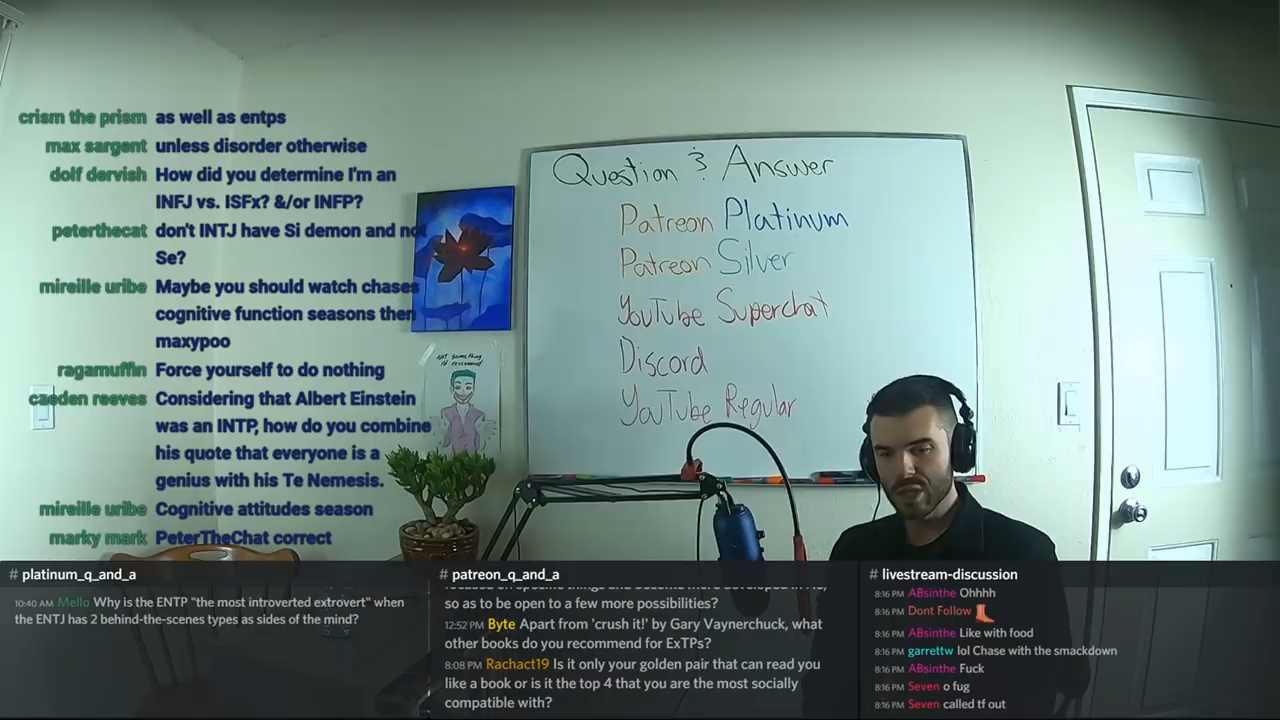 crism the prism as well as entps
max sargent unless disorder otherwise
dolf dervish How did you determine I'm an
INFJ vs. ISFx? &/or INFP?
peterthecat don't INTJ have Si demon and not
Se?
mireille uribe Maybe you should watch chases
cognitive function seasons then
maxypoo
ragamuffin Force yourself to do nothing
caeden reeves Considering that Albert Einstein
was an INTP, how do you combine
his quote that everyone is a
genius with his Te Nemesis.
mireille uribe Cognitive attitudes season
marky mark PeterTheChat correct
Question & Answer
Patreon Platinum
Patreon Silver
YouTube Superchat
Discord
YouTube Regular
# platinum_q_and_a
10:40 AM Mello Why is the ENTP "the most introverted extrovert" when
the ENTJ has 2 behind-the-scenes types as sides of the mind?
# patreon_q_and_a
so as to be open to a few more possibilities?
12:52 PM Byte Apart from 'crush it!' by Gary Vaynerchuck, what
other books do you recommend for ExTPs?
8:08 PM Rachact19 Is it only your golden pair that can read you
like a book or is it the top 4 that you are the most socially
compatible with?
# livestream-discussion
8:16 PM ABsinthe Ohhhh
8:16 PM Dont Follow
8:16 PM ABsinthe Like with food
8:16 PM garrettw lol Chase with the smackdown
8:16 PM ABsinthe Fuck
8:16 PM Seven o fug
8:16 PM Seven called tf out